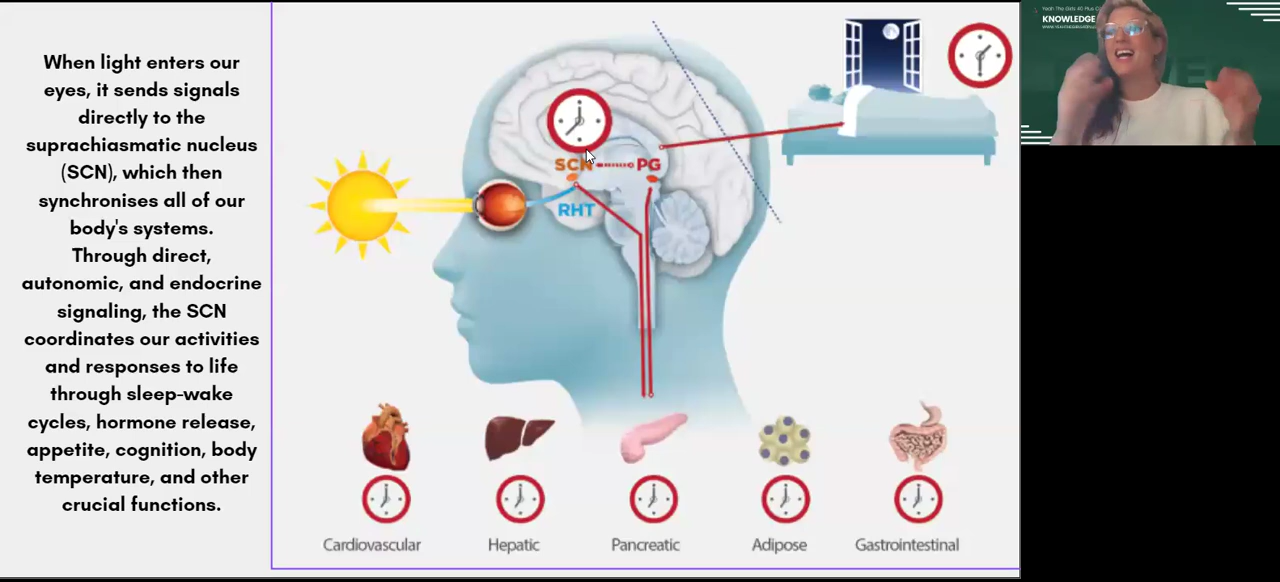 When light enters our
eyes, it sends signals
directly to the
suprachiasmatic nucleus
(SCN), which then
synchronises all of our
body's systems.
Through direct,
autonomic, and endocrine
signaling, the SCN
coordinates our activities
and responses to life
through sleep-wake
cycles, hormone release,
appetite, cognition, body
temperature, and other
crucial functions.
SCN
PG
RHT
Cardiovascular
Hepatic
Pancreatic
Adipose
Gastrointestinal
KNOWLEDGE